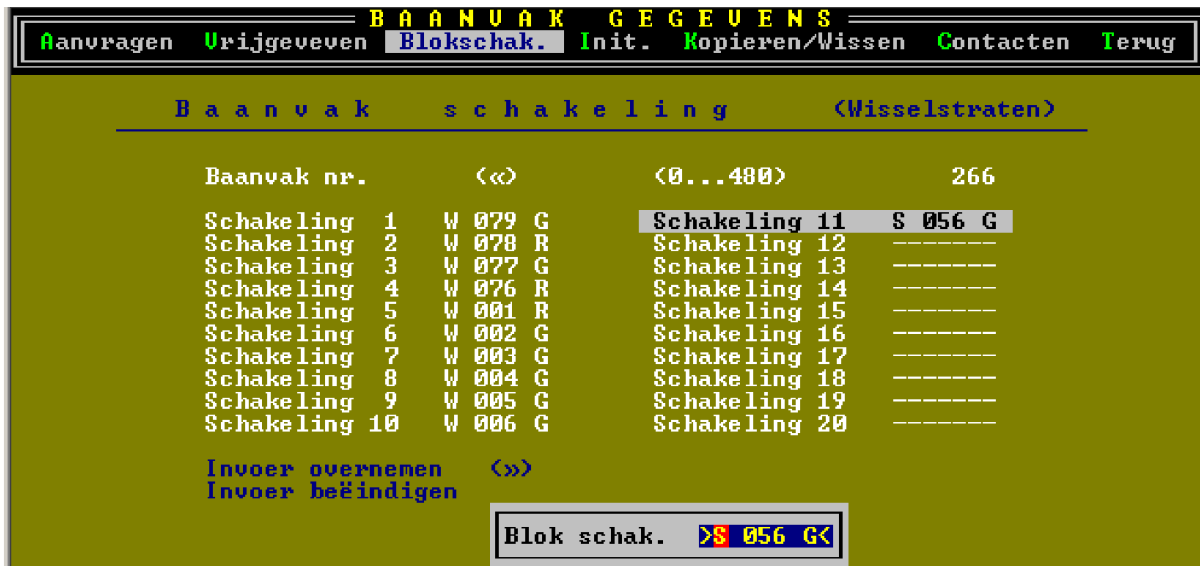 BAANVAK GEGEVENS
Aanvragen Vrijgeveven Blokschak. Init. Kopieren/Wissen Contacten Terug
Baanvak schakeling (Wisselstraten)
Baanvak nr. («) (0...480) 266
Schakeling 1 W 079 G Schakeling 11 S 056 G
Schakeling 2 W 078 R Schakeling 12 -------
Schakeling 3 W 077 G Schakeling 13 -------
Schakeling 4 W 076 R Schakeling 14 -------
Schakeling 5 W 001 R Schakeling 15 -------
Schakeling 6 W 002 G Schakeling 16 -------
Schakeling 7 W 003 G Schakeling 17 -------
Schakeling 8 W 004 G Schakeling 18 -------
Schakeling 9 W 005 G Schakeling 19 -------
Schakeling 10 W 006 G Schakeling 20 -------
Invoer overnemen (»)
Invoer beëindigen
Blok schak. >S 056 G<